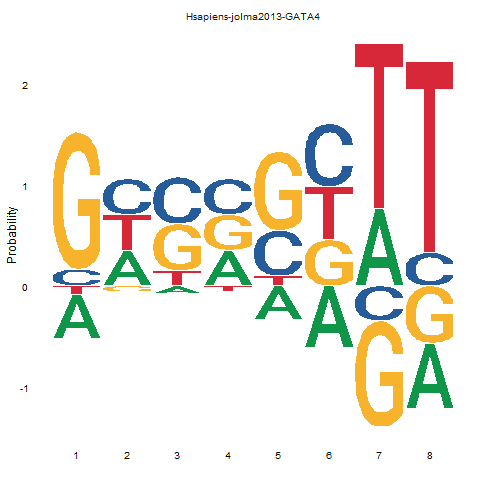 Hsapiens-jolma2013-GATA4
Probability
2
1
0
-1
G C T A
C T A G
C G T A
C G A T
G C T A
C T G A
T A C G
T C G A
1 2 3 4 5 6 7 8